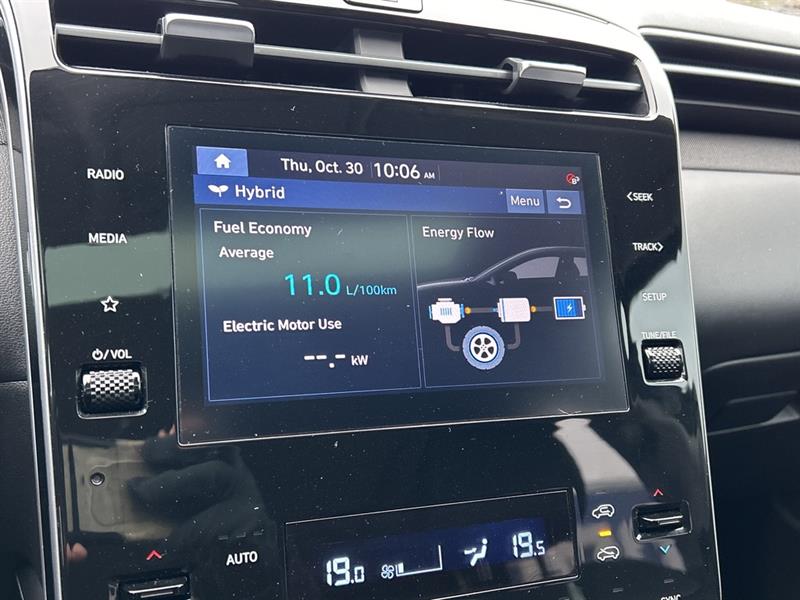 RADIO
MEDIA
⏻/VOL
Thu, Oct. 30 10:06 AM
Hybrid
Menu
Fuel Economy
Average
11.0 L/100km
Electric Motor Use
--.- kW
Energy Flow
<SEEK
TRACK>
SETUP
TUNE/FILE
AUTO
19.0
19.5
SYNC